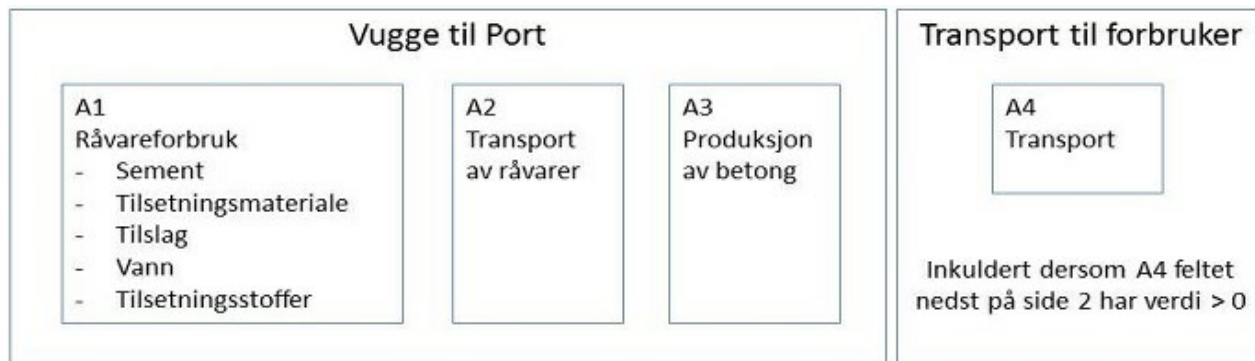 Vugge til Port
A1
Råvareforbruk
- Sement
- Tilsetningsmateriale
- Tilslag
- Vann
- Tilsetningsstoffer
A2
Transport
av råvarer
A3
Produksjon
av betong
Transport til forbruker
A4
Transport
Inkuldert dersom A4 feltet
nedst på side 2 har verdi > 0